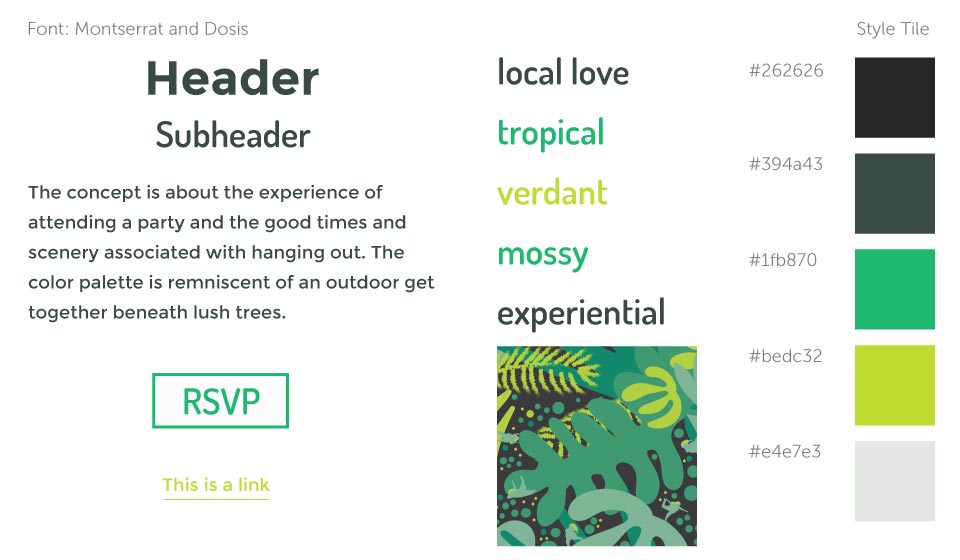 Font: Montserrat and Dosis
Style Tile
Header
Subheader
The concept is about the experience of
attending a party and the good times and
scenery associated with hanging out. The
color palette is remniscent of an outdoor get
together beneath lush trees.
RSVP
This is a link
local love
tropical
verdant
mossy
experiential
#262626
#394a43
#1fb870
#bedc32
#e4e7e3